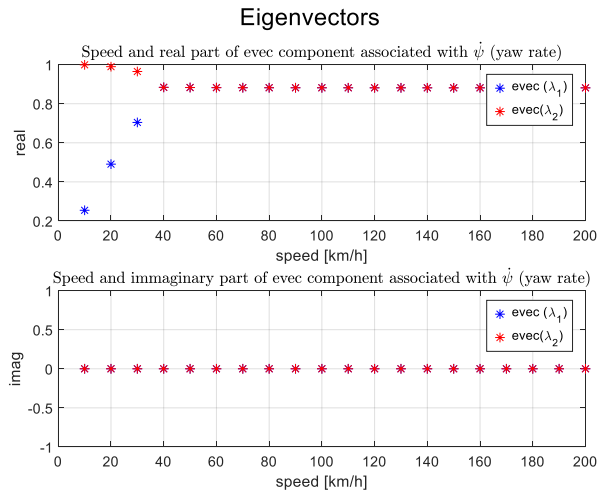 Eigenvectors
Speed and real part of evec component associated with ψ̇ (yaw rate)
1
0.8
0.6
0.4
0.2
real
evec (λ1)
evec(λ2)
0 20 40 60 80 100 120 140 160 180 200
speed [km/h]
Speed and immaginary part of evec component associated with ψ̇ (yaw rate)
1
0.5
0
-0.5
-1
imag
evec (λ1)
evec(λ2)
0 20 40 60 80 100 120 140 160 180 200
speed [km/h]